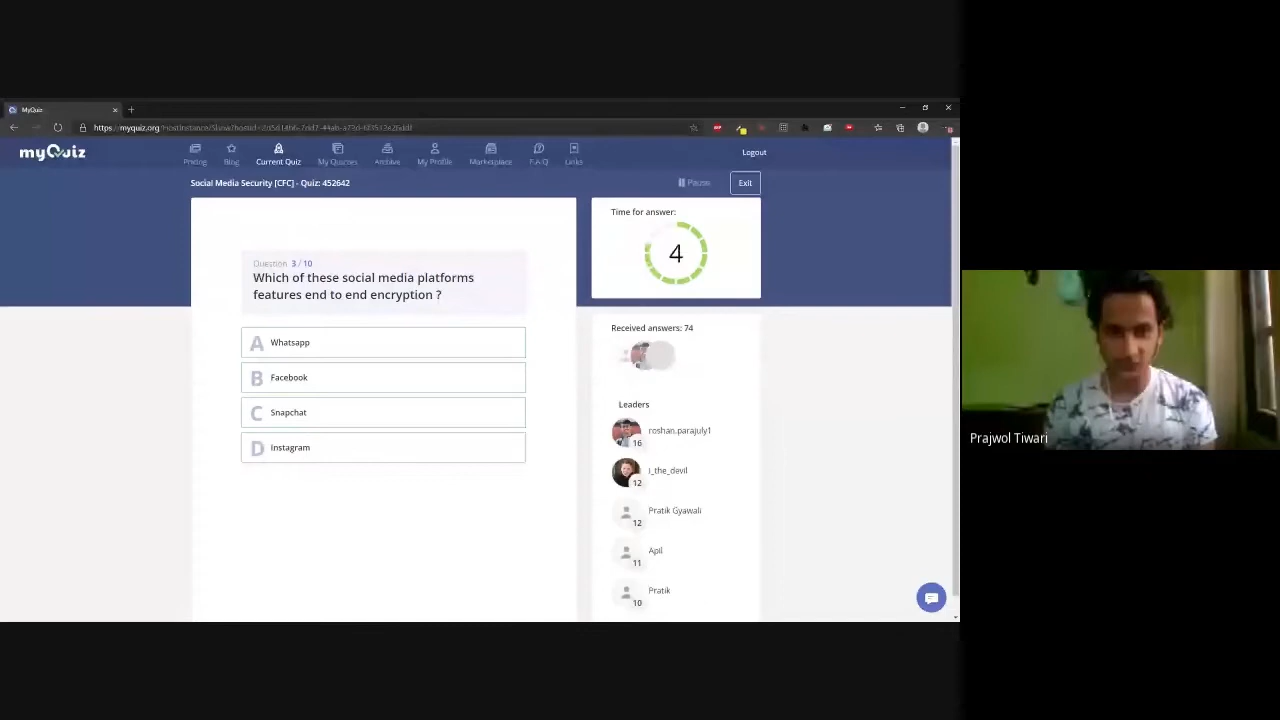 MyQuiz
https://myquiz.org
myQuiz
Pricing
Blog
Current Quiz
My Quizzes
Archive
My Profile
Marketplace
F.A.Q
Links
Logout
Social Media Security [CFC] - Quiz: 452642
Pause
Exit
Time for answer:
4
Question 3 / 10
Which of these social media platforms
features end to end encryption ?
A Whatsapp
B Facebook
C Snapchat
D Instagram
Received answers: 74
Leaders
roshan.parajuly1
16
i_the_devil
12
Pratik Gyawali
12
Apil
11
Pratik
10
Prajwol Tiwari